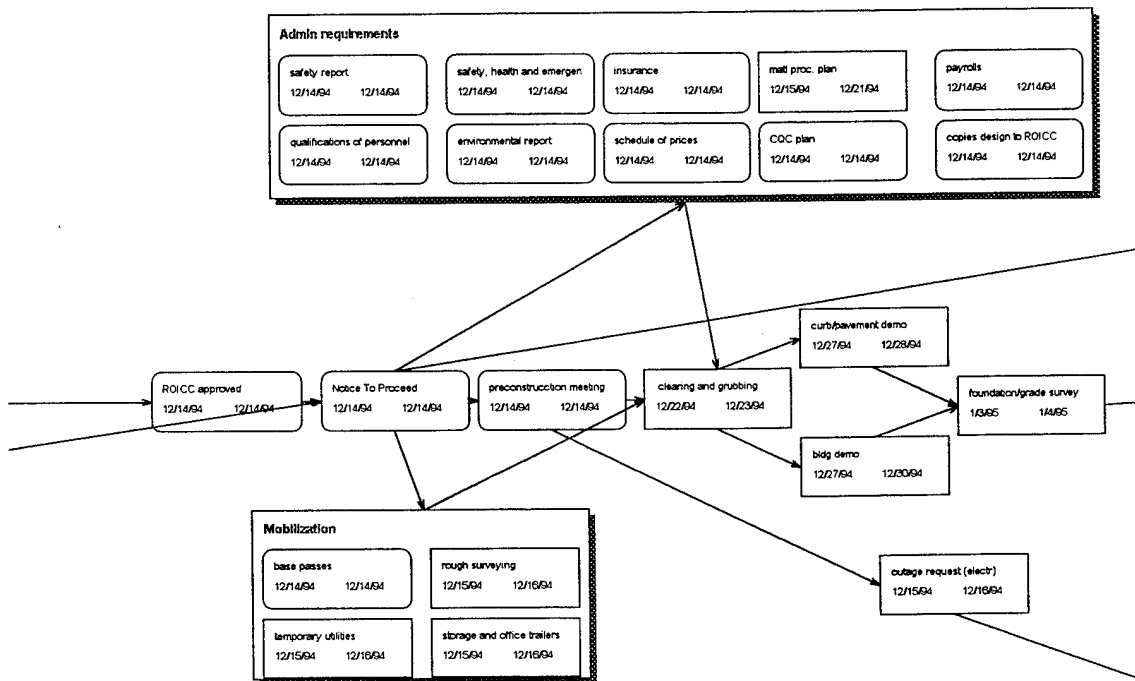 Admin requirements
safety report
12/14/94 12/14/94
safety, health and emergen
12/14/94 12/14/94
insurance
12/14/94 12/14/94
matl proc. plan
12/15/94 12/21/94
payrolls
12/14/94 12/14/94
qualifications of personnel
12/14/94 12/14/94
environmental report
12/14/94 12/14/94
schedule of prices
12/14/94 12/14/94
CQC plan
12/14/94 12/14/94
copies design to ROICC
12/14/94 12/14/94
curb/pavement demo
12/27/94 12/28/94
ROICC approved
12/14/94 12/14/94
Notice To Proceed
12/14/94 12/14/94
preconstrucction meeting
12/14/94 12/14/94
clearing and grubbing
12/22/94 12/23/94
foundation/grade survey
1/3/95 1/4/95
bldg demo
12/27/94 12/30/94
Mobilization
base passes
12/14/94 12/14/94
rough surveying
12/15/94 12/16/94
temporary utilities
12/15/94 12/16/94
storage and office trailers
12/15/94 12/16/94
outage request (electr)
12/15/94 12/16/94